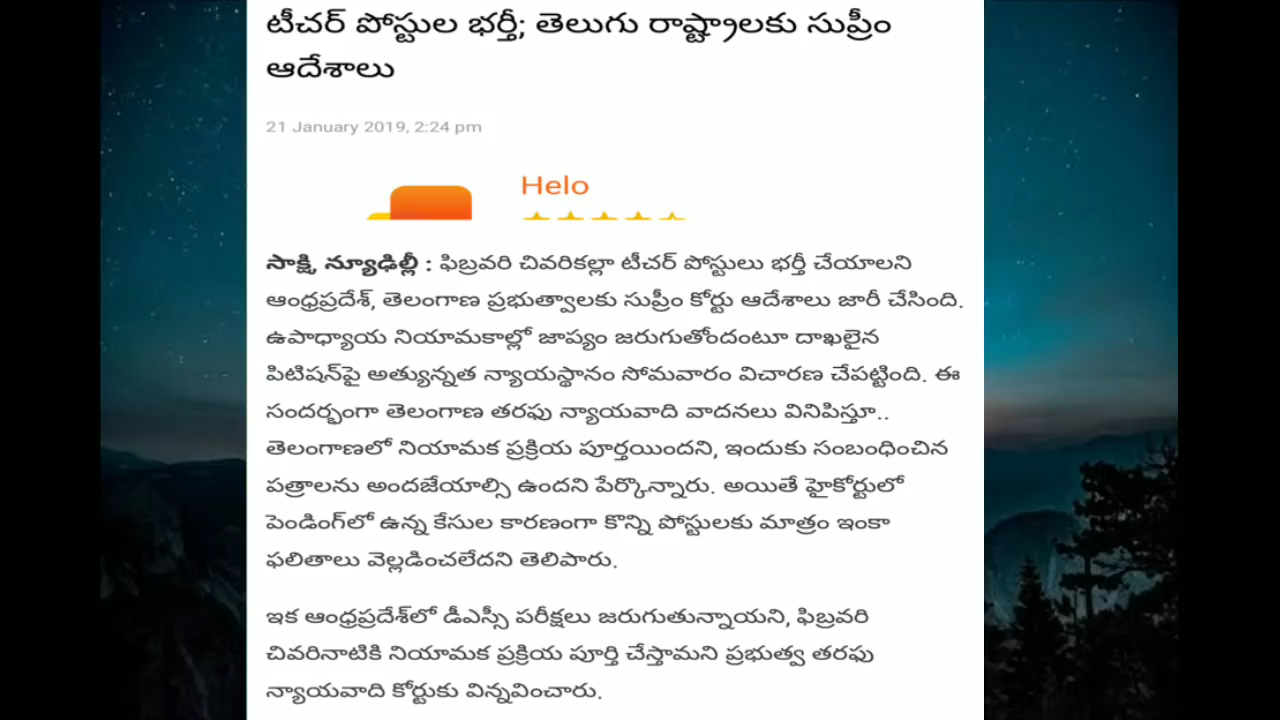 టీచర్ పోస్టుల భర్తీ; తెలుగు రాష్ట్రాలకు సుప్రీం
ఆదేశాలు
21 January 2019, 2:24 pm
Helo
సాక్షి, న్యూఢిల్లీ : ఫిబ్రవరి చివరికల్లా టీచర్ పోస్టులు భర్తీ చేయాలని
ఆంధ్రప్రదేశ్, తెలంగాణ ప్రభుత్వాలకు సుప్రీం కోర్టు ఆదేశాలు జారీ చేసింది.
ఉపాధ్యాయ నియామకాల్లో జాప్యం జరుగుతోందంటూ దాఖలైన
పిటిషన్‌పై అత్యున్నత న్యాయస్థానం సోమవారం విచారణ చేపట్టింది. ఈ
సందర్భంగా తెలంగాణ తరఫు న్యాయవాది వాదనలు వినిపిస్తూ..
తెలంగాణలో నియామక ప్రక్రియ పూర్తయిందని, ఇందుకు సంబంధించిన
పత్రాలను అందజేయాల్సి ఉందని పేర్కొన్నారు. అయితే హైకోర్టులో
పెండింగ్‌లో ఉన్న కేసుల కారణంగా కొన్ని పోస్టులకు మాత్రం ఇంకా
ఫలితాలు వెల్లడించలేదని తెలిపారు.
ఇక ఆంధ్రప్రదేశ్‌లో డీఎస్సీ పరీక్షలు జరుగుతున్నాయని, ఫిబ్రవరి
చివరినాటికి నియామక ప్రక్రియ పూర్తి చేస్తామని ప్రభుత్వ తరఫు
న్యాయవాది కోర్టుకు విన్నవించారు.